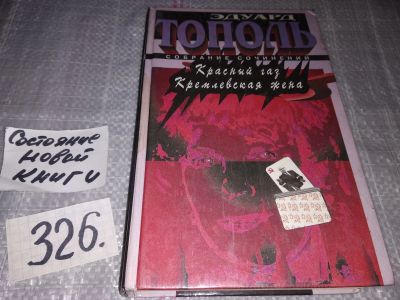 ЭДУАРД
ТОПОЛЬ
СОБРАНИЕ СОЧИНЕНИЙ
Красный газ
Кремлевская жена
Состояние
новой
книги
326.